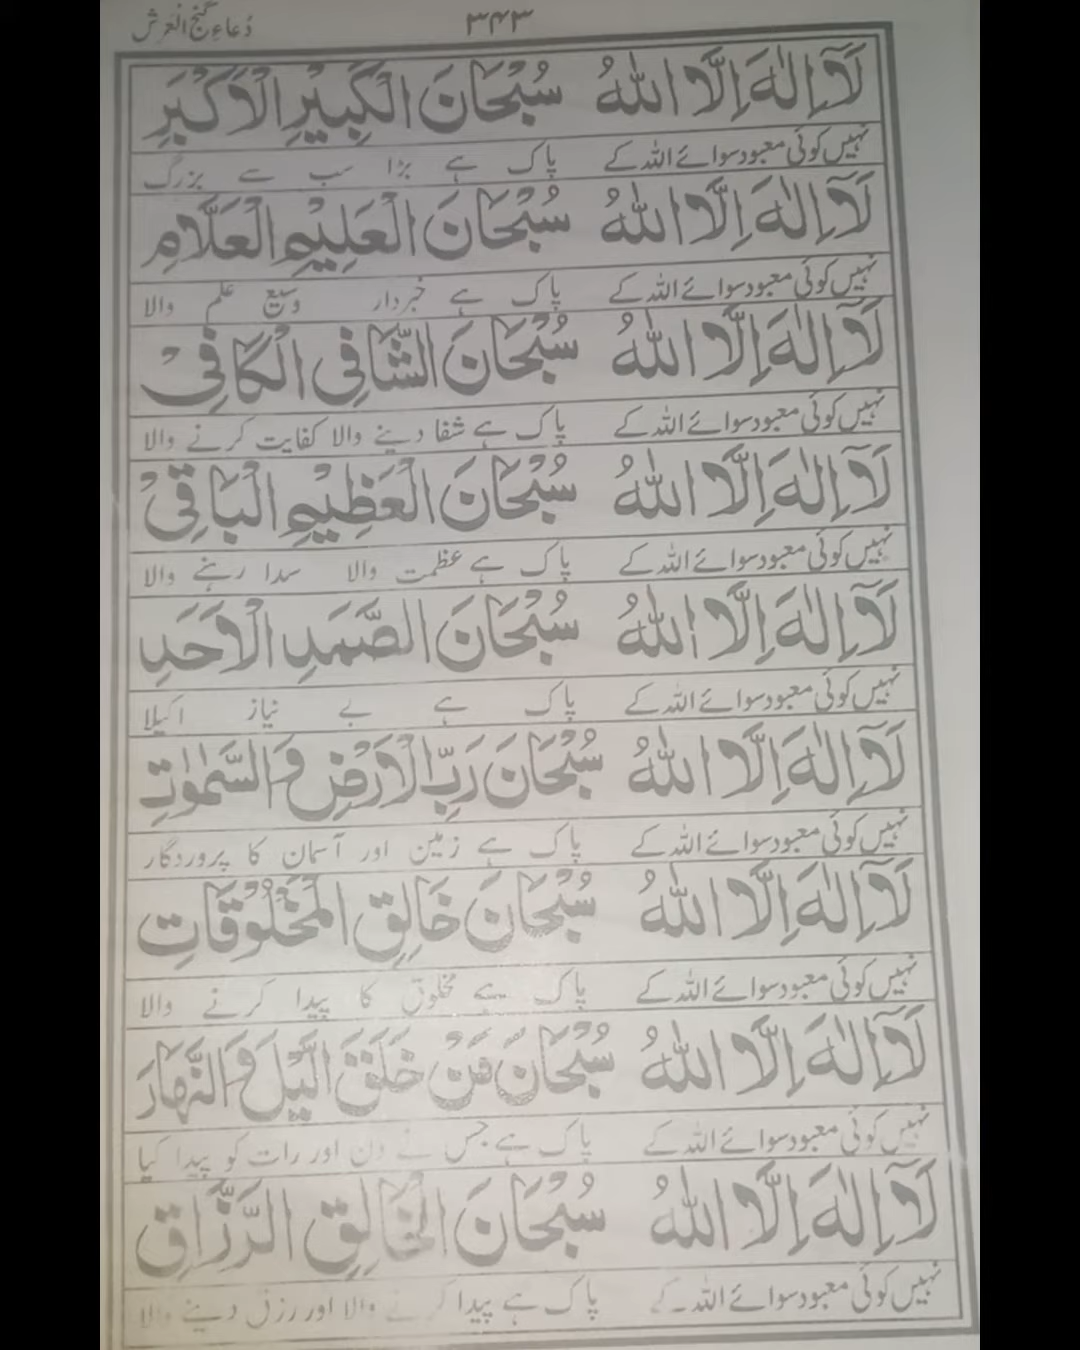 دُعاءِ گنج العرش ۳۴۳
لَآ اِلٰهَ اِلَّا اللّٰهُ سُبْحَانَ الْكَبِيْرِ الْاَكْبَرِ
نہیں کوئی معبود سوائے اللہ کے پاک ہے بڑا سب سے بزرگ
لَآ اِلٰهَ اِلَّا اللّٰهُ سُبْحَانَ الْعَلِيْمِ الْعَلَّامِ
نہیں کوئی معبود سوائے اللہ کے پاک ہے خبردار وسیع علم والا
لَآ اِلٰهَ اِلَّا اللّٰهُ سُبْحَانَ الشَّافِى الْكَافِىْ
نہیں کوئی معبود سوائے اللہ کے پاک ہے شفا دینے والا کفایت کرنے والا
لَآ اِلٰهَ اِلَّا اللّٰهُ سُبْحَانَ الْعَظِيْمِ الْبَاقِىْ
نہیں کوئی معبود سوائے اللہ کے پاک ہے عظمت والا سدا رہنے والا
لَآ اِلٰهَ اِلَّا اللّٰهُ سُبْحَانَ الصَّمَدِ الْاَحَدِ
نہیں کوئی معبود سوائے اللہ کے پاک ہے بے نیاز اکیلا
لَآ اِلٰهَ اِلَّا اللّٰهُ سُبْحَانَ رَبِّ الْاَرْضِ وَ السَّمٰوٰتِ
نہیں کوئی معبود سوائے اللہ کے پاک ہے زمین اور آسمان کا پروردگار
لَآ اِلٰهَ اِلَّا اللّٰهُ سُبْحَانَ خَالِقِ الْمَخْلُوْقَاتِ
نہیں کوئی معبود سوائے اللہ کے پاک ہے مخلوق کا پیدا کرنے والا
لَآ اِلٰهَ اِلَّا اللّٰهُ سُبْحَانَ مَنْ خَلَقَ الَّيْلَ وَ النَّهَارَ
نہیں کوئی معبود سوائے اللہ کے پاک ہے جس نے دن اور رات کو پیدا کیا
لَآ اِلٰهَ اِلَّا اللّٰهُ سُبْحَانَ الْخَالِقِ الرَّزَّاقِ
نہیں کوئی معبود سوائے اللہ کے پاک ہے پیدا کرنے والا اور رزق دینے والا